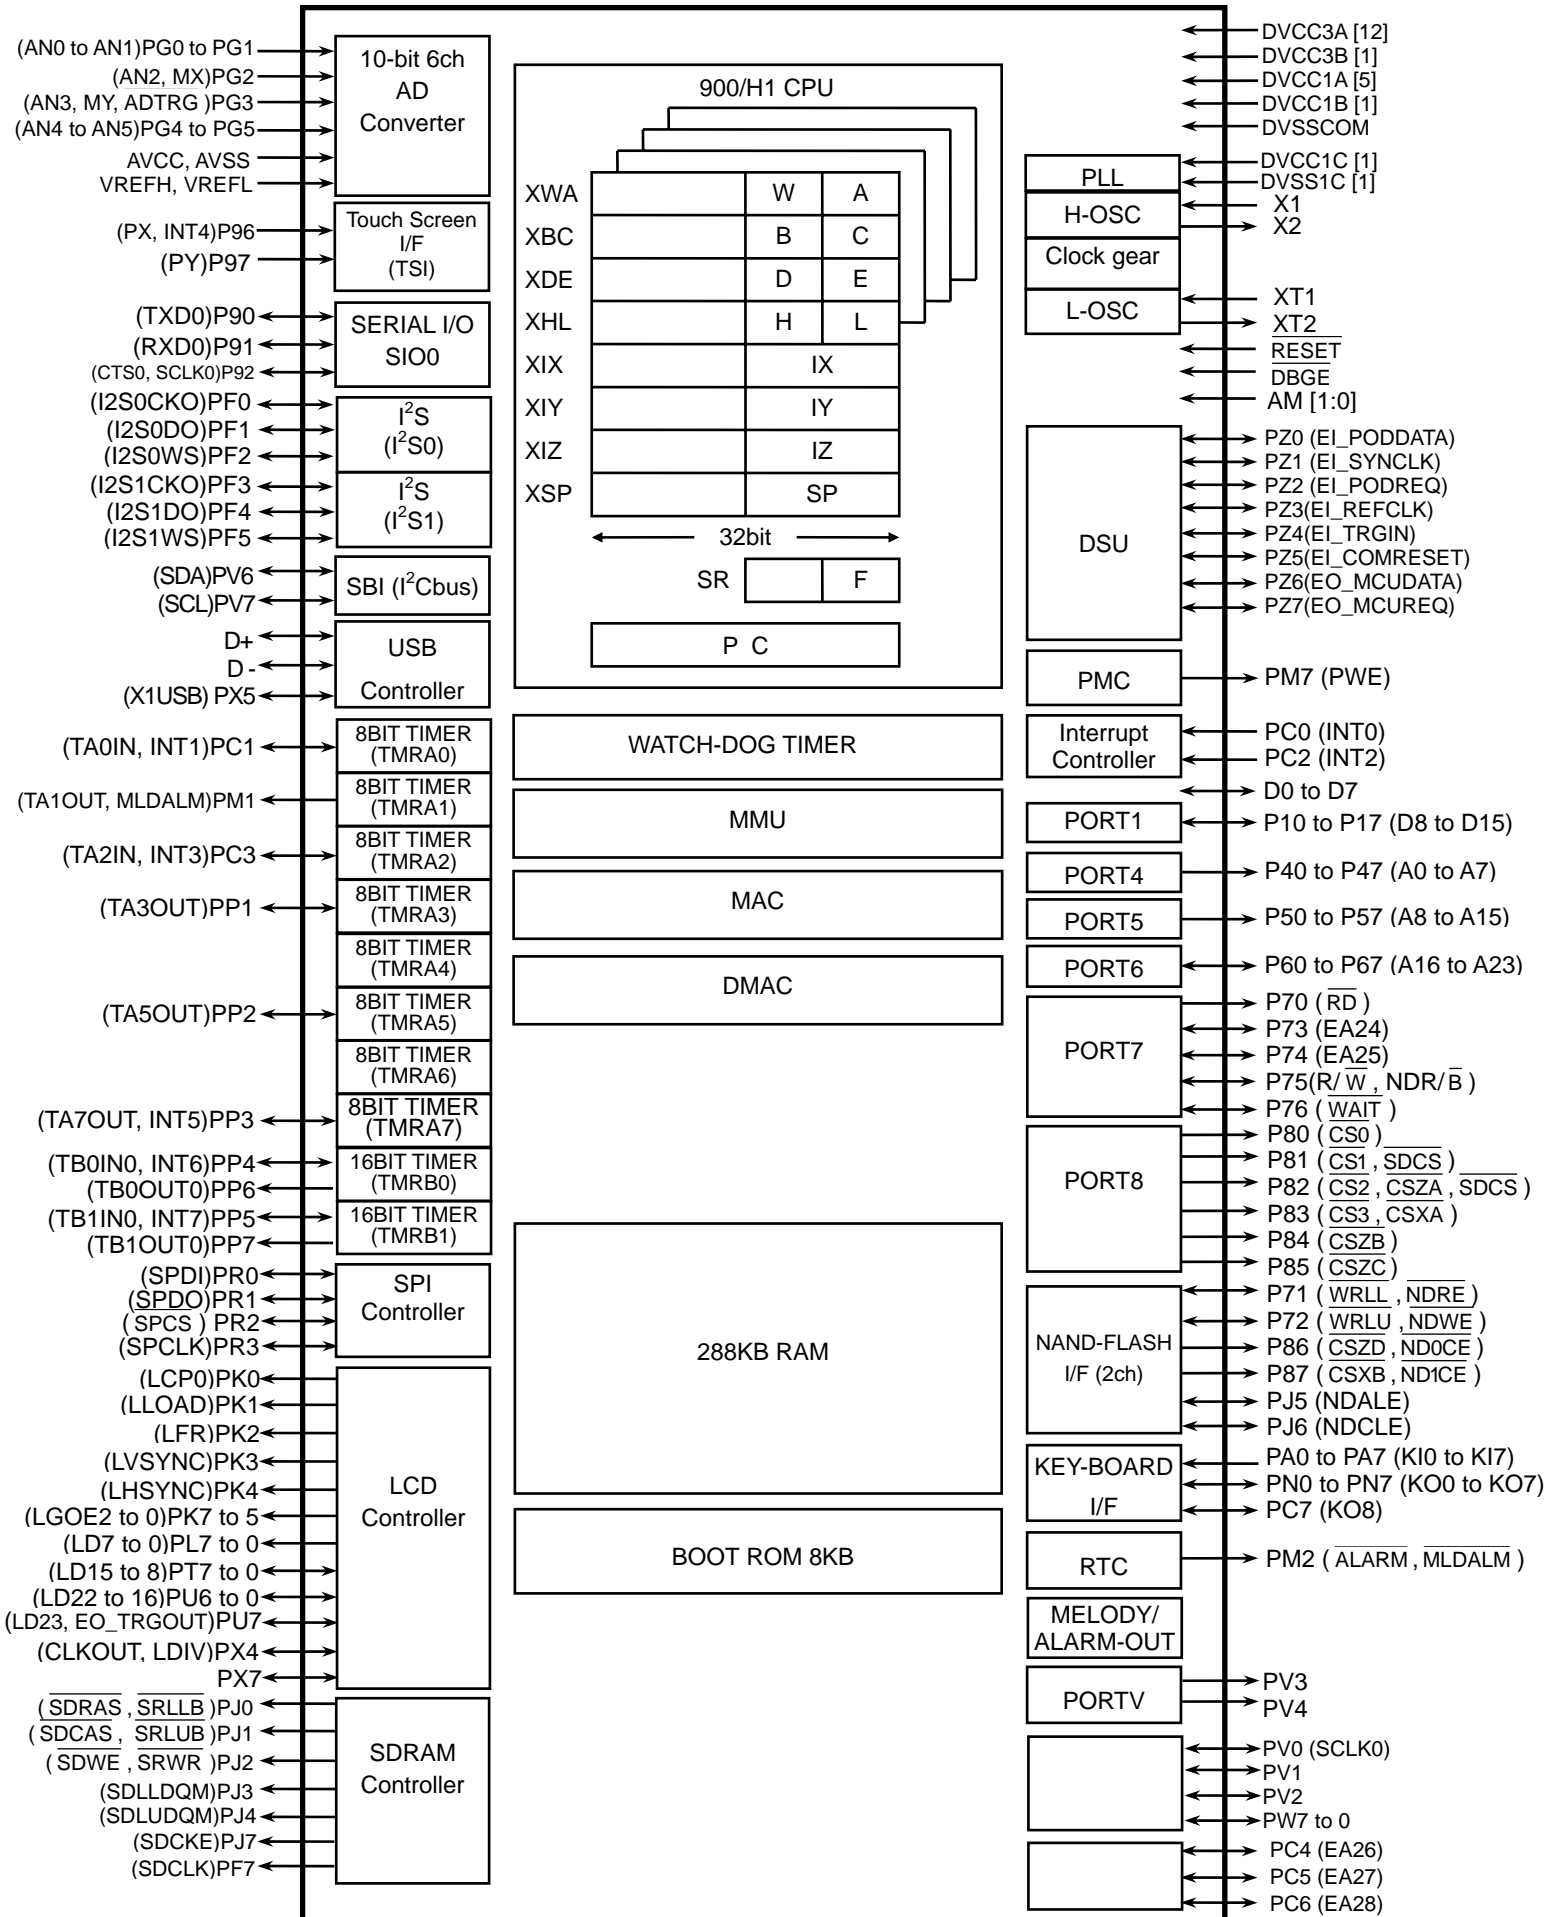 (AN0 to AN1)PG0 to PG1
(AN2, MX)PG2
(AN3, MY, ADTRG )PG3
(AN4 to AN5)PG4 to PG5
AVCC, AVSS
VREFH, VREFL
10-bit 6ch
AD
Converter
(PX, INT4)P96
(PY)P97
Touch Screen
I/F
(TSI)
(TXD0)P90
(RXD0)P91
(CTS0, SCLK0)P92
SERIAL I/O
SIO0
(I2S0CKO)PF0
(I2S0DO)PF1
(I2S0WS)PF2
I²S
(I²S0)
(I2S1CKO)PF3
(I2S1DO)PF4
(I2S1WS)PF5
I²S
(I²S1)
(SDA)PV6
(SCL)PV7
SBI (I²Cbus)
D+
D -
(X1USB) PX5
USB
Controller
(TA0IN, INT1)PC1
8BIT TIMER
(TMRA0)
(TA1OUT, MLDALM)PM1
8BIT TIMER
(TMRA1)
(TA2IN, INT3)PC3
8BIT TIMER
(TMRA2)
(TA3OUT)PP1
8BIT TIMER
(TMRA3)
8BIT TIMER
(TMRA4)
(TA5OUT)PP2
8BIT TIMER
(TMRA5)
8BIT TIMER
(TMRA6)
(TA7OUT, INT5)PP3
8BIT TIMER
(TMRA7)
(TB0IN0, INT6)PP4
(TB0OUT0)PP6
16BIT TIMER
(TMRB0)
(TB1IN0, INT7)PP5
(TB1OUT0)PP7
16BIT TIMER
(TMRB1)
(SPDI)PR0
(SPDO)PR1
( SPCS ) PR2
(SPCLK)PR3
SPI
Controller
(LCP0)PK0
(LLOAD)PK1
(LFR)PK2
(LVSYNC)PK3
(LHSYNC)PK4
(LGOE2 to 0)PK7 to 5
(LD7 to 0)PL7 to 0
(LD15 to 8)PT7 to 0
(LD22 to 16)PU6 to 0
(LD23, EO_TRGOUT)PU7
(CLKOUT, LDIV)PX4
PX7
LCD
Controller
( SDRAS , SRLLB )PJ0
( SDCAS , SRLUB )PJ1
( SDWE , SRWR )PJ2
(SDLLDQM)PJ3
(SDLUDQM)PJ4
(SDCKE)PJ7
(SDCLK)PF7
SDRAM
Controller
900/H1 CPU
XWA
W
A
XBC
B
C
XDE
D
E
XHL
H
L
XIX
IX
XIY
IY
XIZ
IZ
XSP
SP
32bit
SR
F
P C
WATCH-DOG TIMER
MMU
MAC
DMAC
288KB RAM
BOOT ROM 8KB
DVCC3A [12]
DVCC3B [1]
DVCC1A [5]
DVCC1B [1]
DVSSCOM
PLL
DVCC1C [1]
DVSS1C [1]
H-OSC
X1
X2
Clock gear
L-OSC
XT1
XT2
RESET
DBGE
AM [1:0]
DSU
PZ0 (EI_PODDATA)
PZ1 (EI_SYNCLK)
PZ2 (EI_PODREQ)
PZ3(EI_REFCLK)
PZ4(EI_TRGIN)
PZ5(EI_COMRESET)
PZ6(EO_MCUDATA)
PZ7(EO_MCUREQ)
PMC
PM7 (PWE)
Interrupt
Controller
PC0 (INT0)
PC2 (INT2)
D0 to D7
PORT1
P10 to P17 (D8 to D15)
PORT4
P40 to P47 (A0 to A7)
PORT5
P50 to P57 (A8 to A15)
PORT6
P60 to P67 (A16 to A23)
PORT7
P70 ( RD )
P73 (EA24)
P74 (EA25)
P75(R/ W , NDR/ B )
P76 ( WAIT )
PORT8
P80 ( CS0 )
P81 ( CS1 , SDCS )
P82 ( CS2 , CSZA , SDCS )
P83 ( CS3 , CSXA )
P84 ( CSZB )
P85 ( CSZC )
NAND-FLASH
I/F (2ch)
P71 ( WRLL , NDRE )
P72 ( WRLU , NDWE )
P86 ( CSZD , ND0CE )
P87 ( CSXB , ND1CE )
PJ5 (NDALE)
PJ6 (NDCLE)
KEY-BOARD
I/F
PA0 to PA7 (KI0 to KI7)
PN0 to PN7 (KO0 to KO7)
PC7 (KO8)
RTC
PM2 ( ALARM , MLDALM )
MELODY/
ALARM-OUT
PORTV
PV3
PV4
PV0 (SCLK0)
PV1
PV2
PW7 to 0
PC4 (EA26)
PC5 (EA27)
PC6 (EA28)